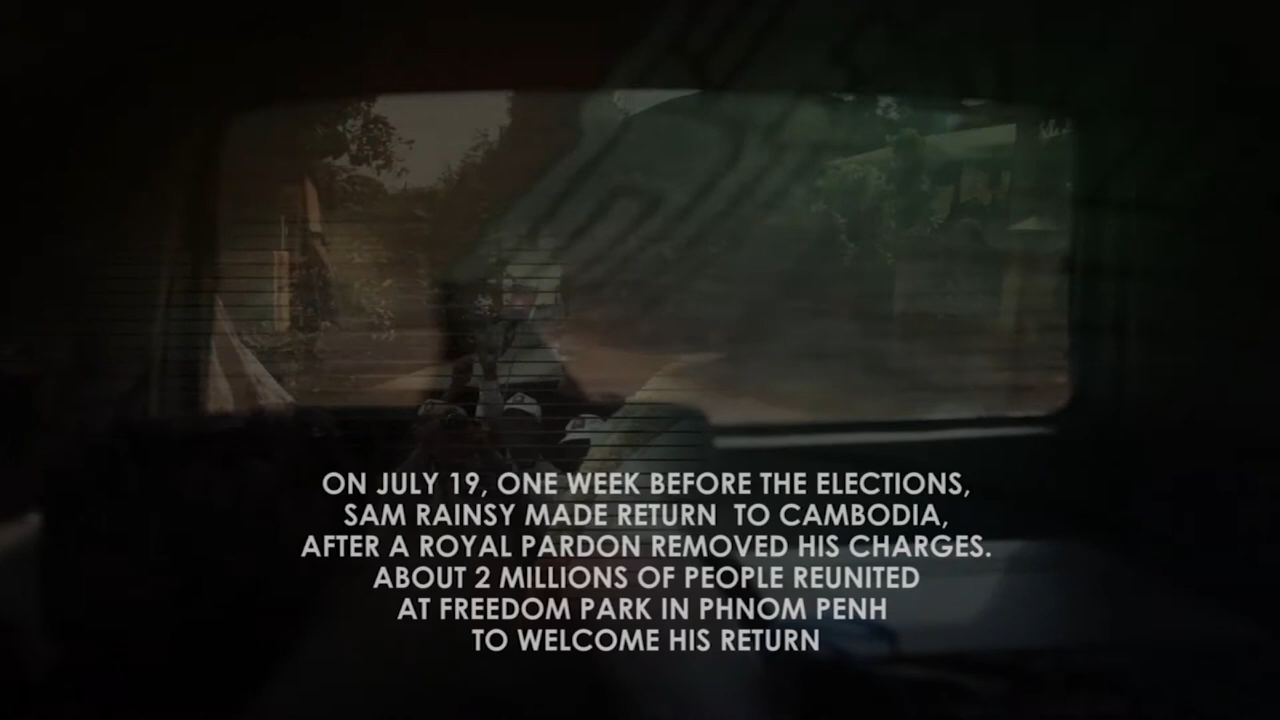 ON JULY 19, ONE WEEK BEFORE THE ELECTIONS,
SAM RAINSY MADE RETURN  TO CAMBODIA,
AFTER A ROYAL PARDON REMOVED HIS CHARGES.
ABOUT 2 MILLIONS OF PEOPLE REUNITED
AT FREEDOM PARK IN PHNOM PENH
TO WELCOME HIS RETURN